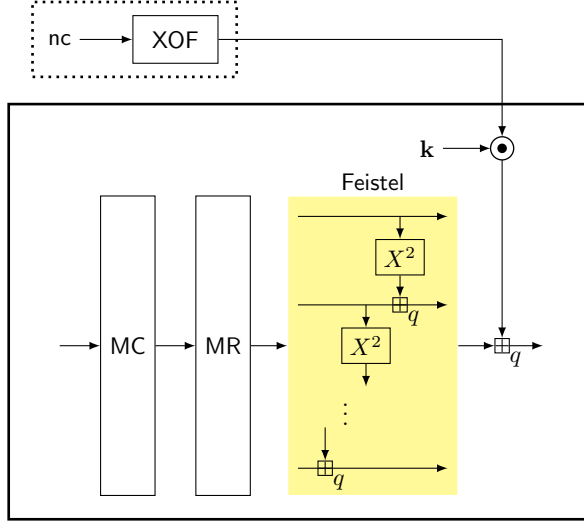 nc XOF
k
Feistel
X²
q
MC MR X² q
⋮
q